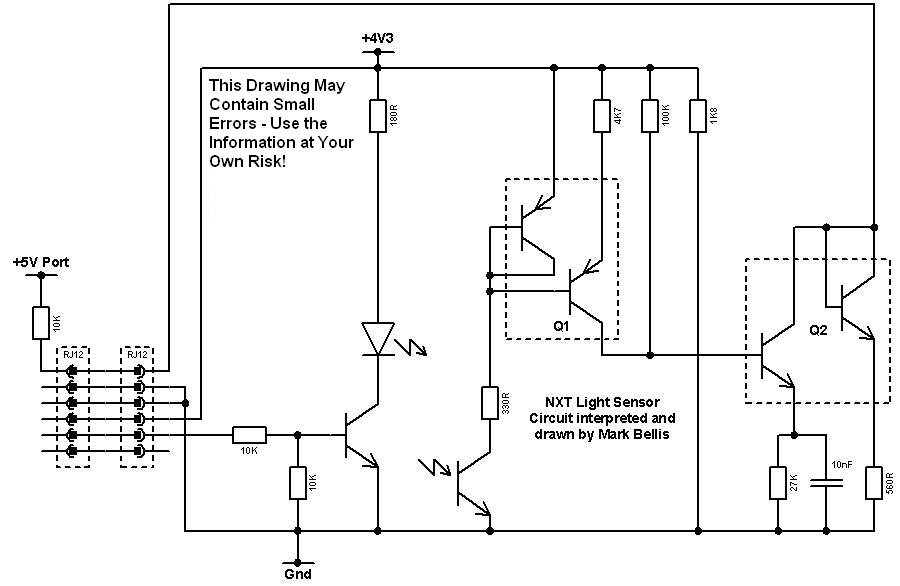 +4V3
This Drawing May
Contain Small
Errors - Use the
Information at Your
Own Risk!
180R
4K7
100K
1K8
+5V Port
10K
RJ12
RJ12
Q1
Q2
330R
NXT Light Sensor
Circuit interpreted and
drawn by Mark Bellis
10K
10K
27K
10nF
560R
Gnd